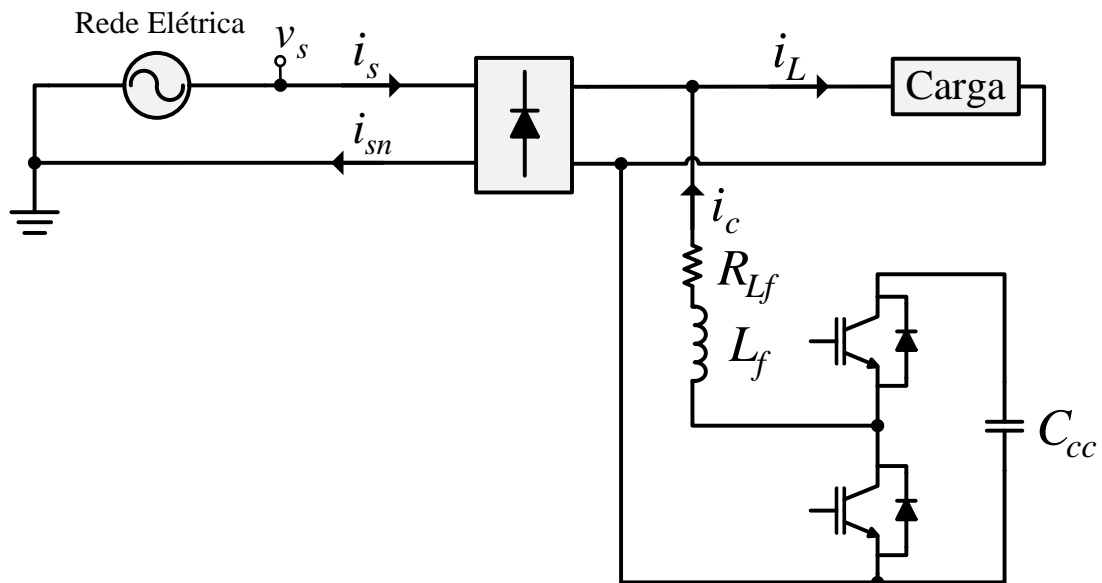 Rede Elétrica
v_s
i_s
i_L
Carga
i_sn
i_c
R_Lf
L_f
C_cc